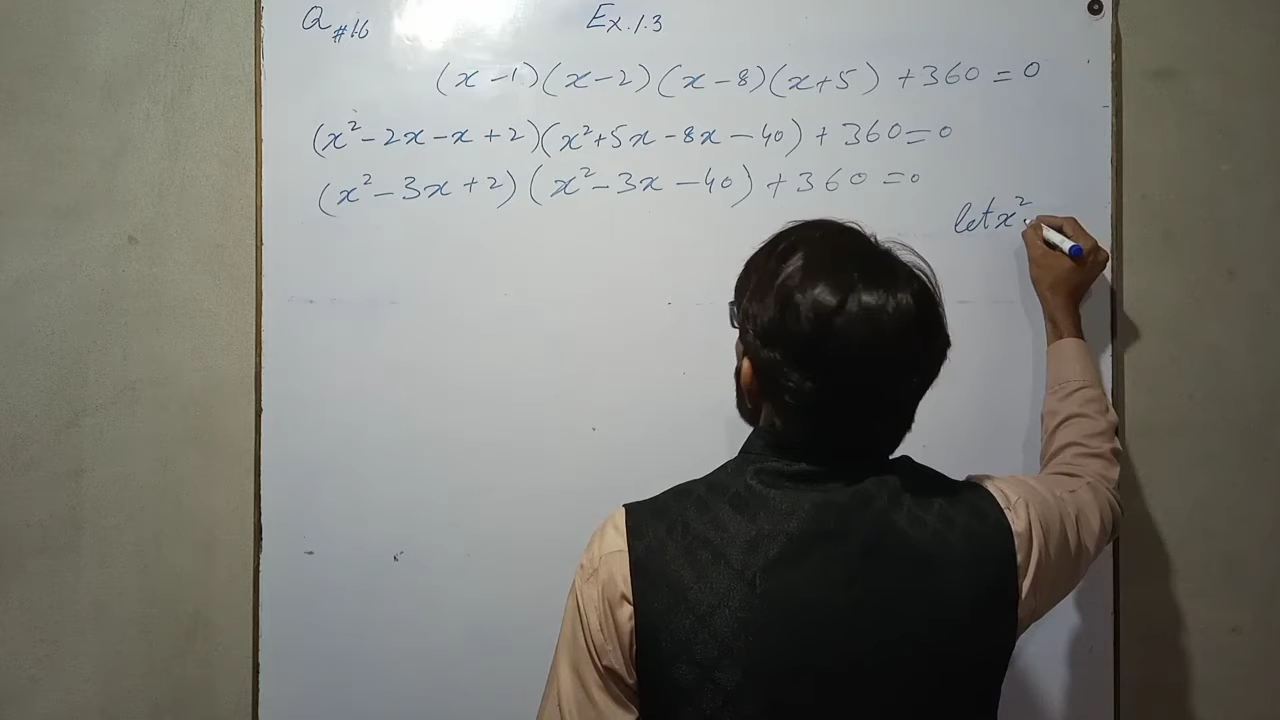 Q#16 Ex.1.3
(x-1)(x-2)(x-8)(x+5)+360=0
(x²-2x-x+2)(x²+5x-8x-40)+360=0
(x²-3x+2)(x²-3x-40)+360=0
let x²